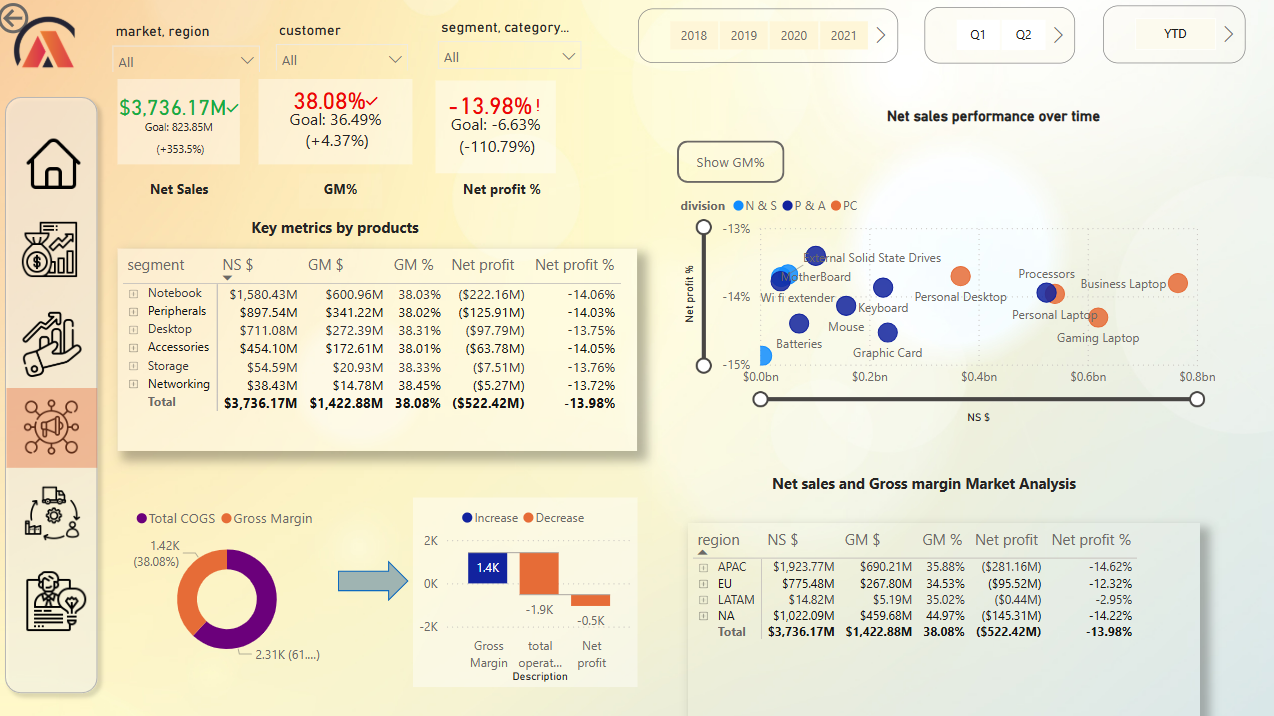 market, region
customer
segment, category...
All
All
All
2018 2019 2020 2021
Q1 Q2
YTD
$3,736.17M
Goal: 823.85M
(+353.5%)
Net Sales
38.08%
Goal: 36.49%
(+4.37%)
GM%
-13.98% !
Goal: -6.63%
(-110.79%)
Net profit %
Key metrics by products
segment NS $ GM $ GM % Net profit Net profit %
Notebook $1,580.43M $600.96M 38.03% ($222.16M) -14.06%
Peripherals $897.54M $341.22M 38.02% ($125.91M) -14.03%
Desktop $711.08M $272.39M 38.31% ($97.79M) -13.75%
Accessories $454.10M $172.61M 38.01% ($63.78M) -14.05%
Storage $54.59M $20.93M 38.33% ($7.51M) -13.76%
Networking $38.43M $14.78M 38.45% ($5.27M) -13.72%
Total $3,736.17M $1,422.88M 38.08% ($522.42M) -13.98%
Net sales performance over time
Show GM%
division N & S P & A PC
Net profit %
-13%
-14%
-15%
External Solid State Drives
MotherBoard
Wi fi extender
Keyboard
Mouse
Batteries
Graphic Card
Personal Desktop
Processors
Personal Laptop
Business Laptop
Gaming Laptop
$0.0bn $0.2bn $0.4bn $0.6bn $0.8bn
NS $
Total COGS Gross Margin
1.42K
(38.08%)
2.31K (61....)
Increase Decrease
2K
0K
-2K
1.4K
-1.9K
-0.5K
Gross Margin
total operat...
Net profit
Description
Net sales and Gross margin Market Analysis
region NS $ GM $ GM % Net profit Net profit %
APAC $1,923.77M $690.21M 35.88% ($281.16M) -14.62%
EU $775.48M $267.80M 34.53% ($95.52M) -12.32%
LATAM $14.82M $5.19M 35.02% ($0.44M) -2.95%
NA $1,022.09M $459.68M 44.97% ($145.31M) -14.22%
Total $3,736.17M $1,422.88M 38.08% ($522.42M) -13.98%